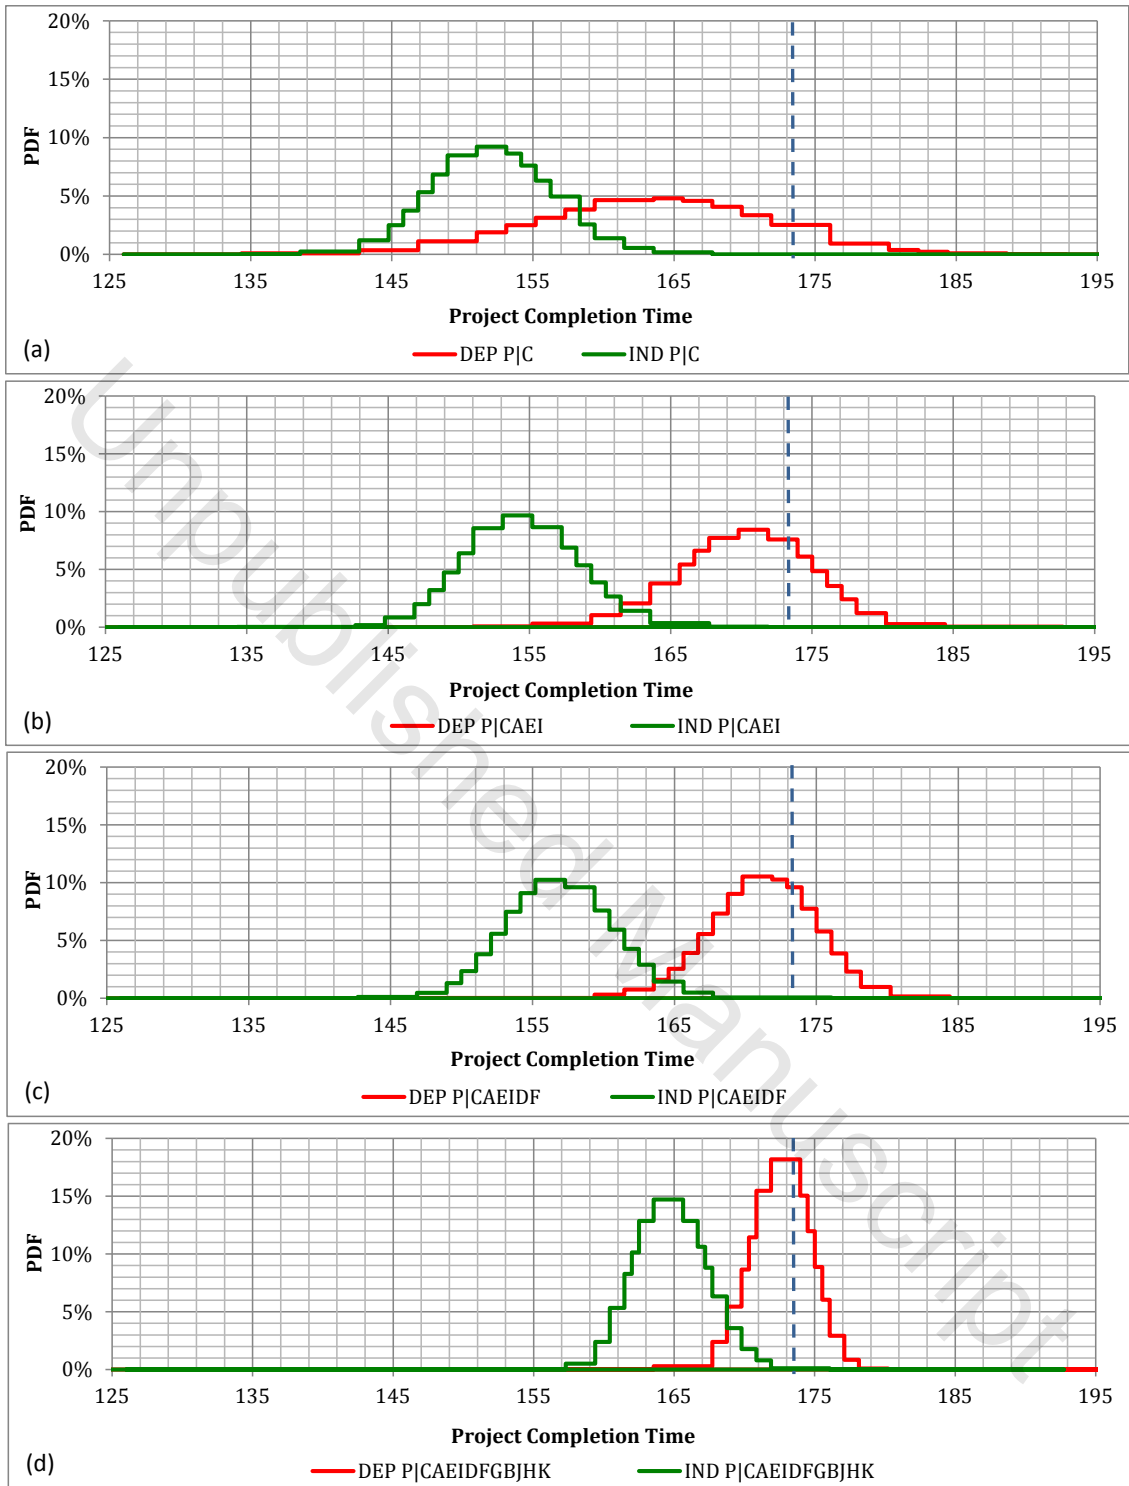 20%
15%
10%
5%
0%
PDF
125 135 145 155 165 175 185 195
Project Completion Time
(a)
DEP P|C IND P|C
20%
15%
10%
5%
0%
PDF
125 135 145 155 165 175 185 195
Project Completion Time
(b)
DEP P|CAEI IND P|CAEI
20%
15%
10%
5%
0%
PDF
125 135 145 155 165 175 185 195
Project Completion Time
(c)
DEP P|CAEIDF IND P|CAEIDF
20%
15%
10%
5%
0%
PDF
125 135 145 155 165 175 185 195
Project Completion Time
(d)
DEP P|CAEIDFGBJHK IND P|CAEIDFGBJHK
Unpublished Manuscript